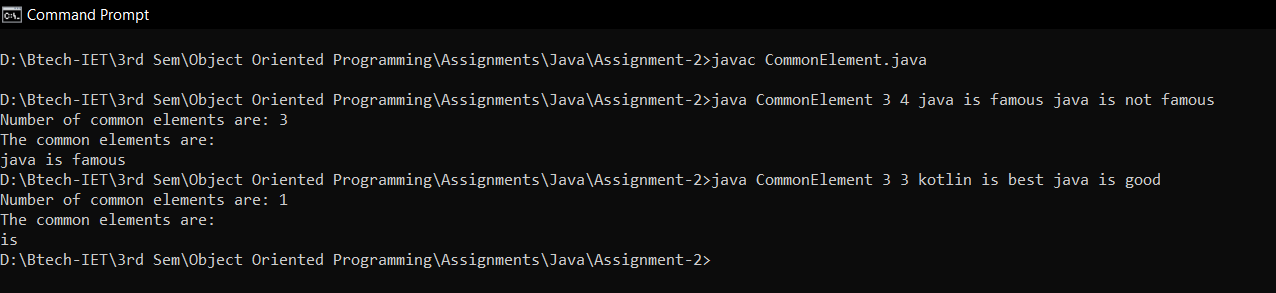 Command Prompt
D:\Btech-IET\3rd Sem\Object Oriented Programming\Assignments\Java\Assignment-2>javac CommonElement.java
D:\Btech-IET\3rd Sem\Object Oriented Programming\Assignments\Java\Assignment-2>java CommonElement 3 4 java is famous java is not famous
Number of common elements are: 3
The common elements are:
java is famous
D:\Btech-IET\3rd Sem\Object Oriented Programming\Assignments\Java\Assignment-2>java CommonElement 3 3 kotlin is best java is good
Number of common elements are: 1
The common elements are:
is
D:\Btech-IET\3rd Sem\Object Oriented Programming\Assignments\Java\Assignment-2>